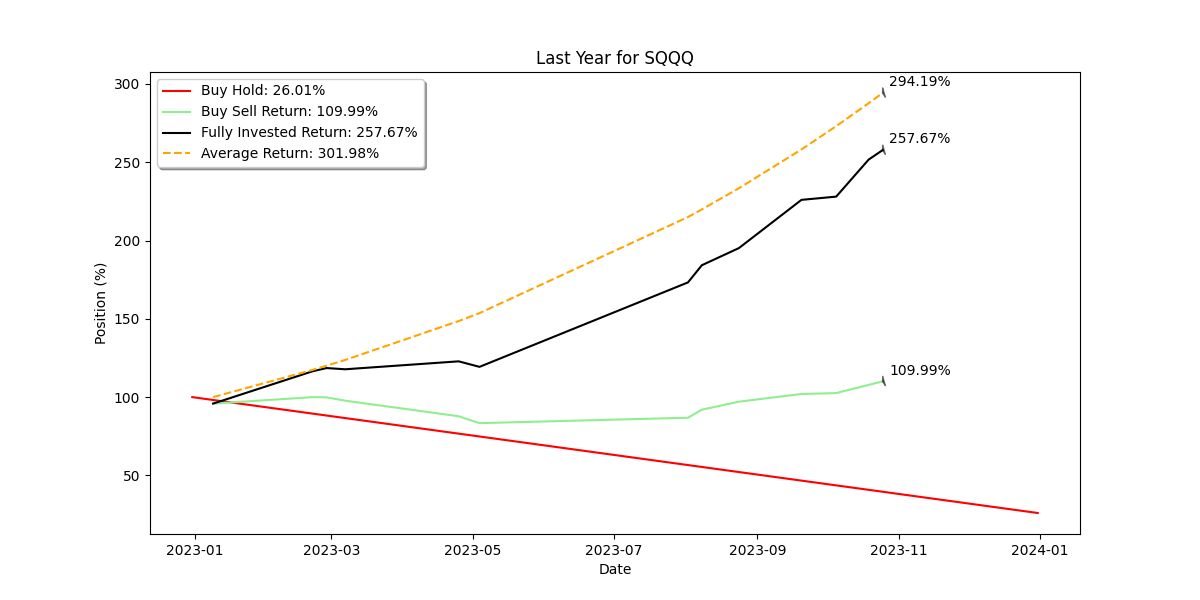 Last Year for SQQQ
Buy Hold: 26.01%
Buy Sell Return: 109.99%
Fully Invested Return: 257.67%
Average Return: 301.98%
294.19%
257.67%
109.99%
Position (%)
300
250
200
150
100
50
2023-01
2023-03
2023-05
2023-07
2023-09
2023-11
2024-01
Date